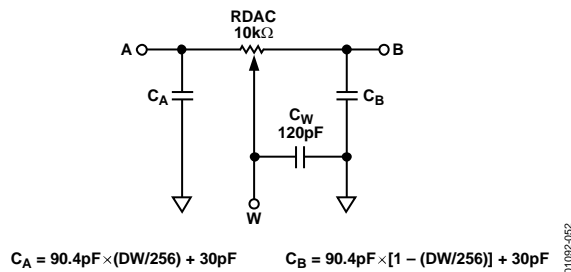 RDAC
10kΩ
A
B
C_A
C_B
C_W
120pF
W
C_A = 90.4pF × (DW/256) + 30pF
C_B = 90.4pF × [1 – (DW/256)] + 30pF
01092-052